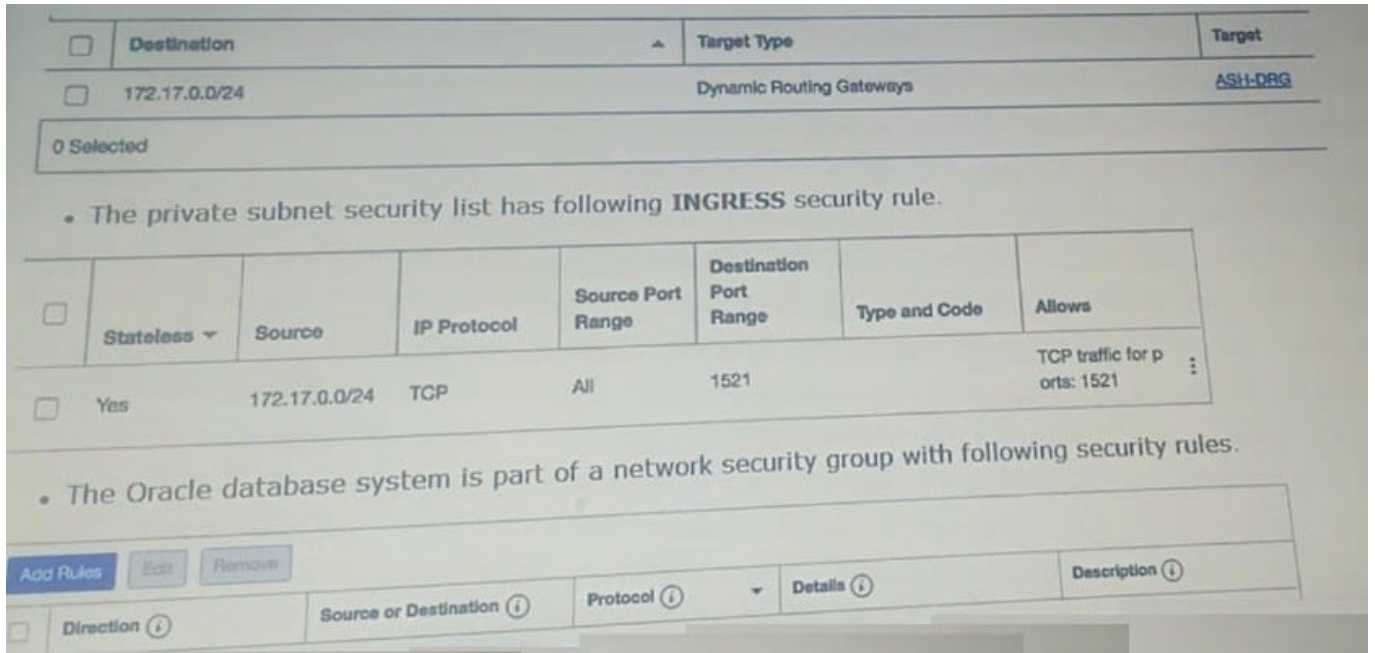 Destination Target Type Target
172.17.0.0/24 Dynamic Routing Gateways ASH-DRG
0 Selected
• The private subnet security list has following INGRESS security rule.
Stateless Source IP Protocol Source Port Range Destination Port Range Type and Code Allows
Yes 172.17.0.0/24 TCP All 1521 TCP traffic for p
orts: 1521
• The Oracle database system is part of a network security group with following security rules.
Add Rules Edit Remove
Direction Source or Destination Protocol Details Description